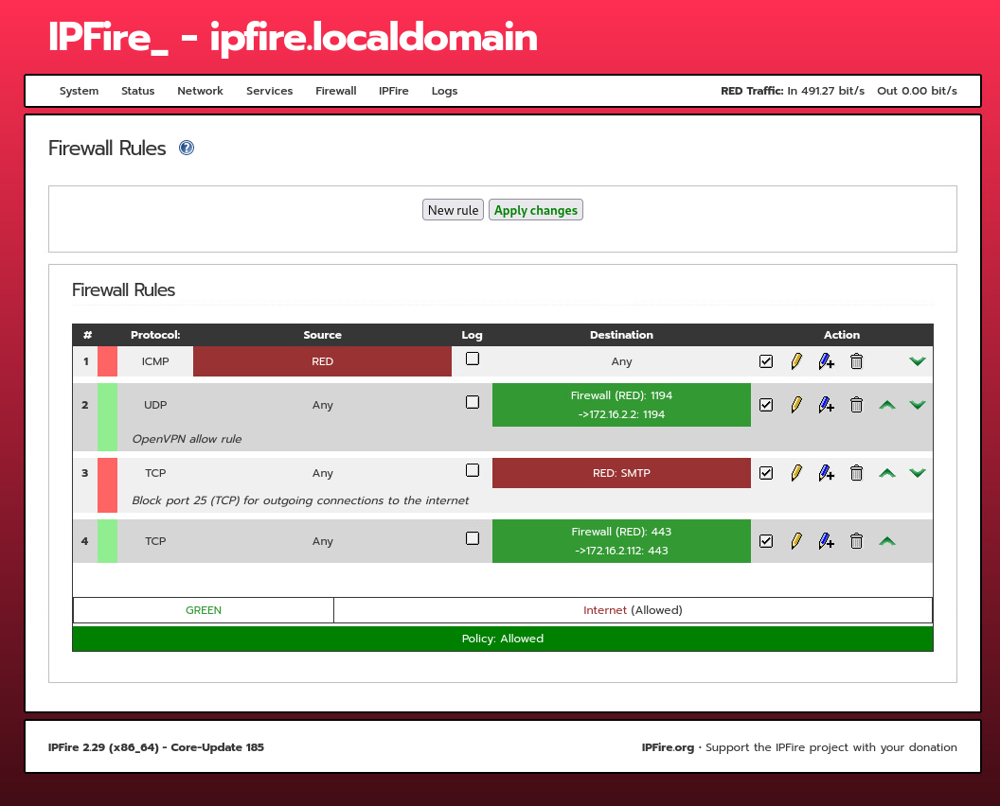 IPFire_ - ipfire.localdomain
System Status Network Services Firewall IPFire Logs RED Traffic: In 491.27 bit/s Out 0.00 bit/s
Firewall Rules ?
New rule Apply changes
Firewall Rules
# Protocol: Source Log Destination Action
1 ICMP RED Any
2 UDP Any Firewall (RED): 1194
->172.16.2.2: 1194
OpenVPN allow rule
3 TCP Any RED: SMTP
Block port 25 (TCP) for outgoing connections to the internet
4 TCP Any Firewall (RED): 443
->172.16.2.112: 443
GREEN Internet (Allowed)
Policy: Allowed
IPFire 2.29 (x86_64) - Core-Update 185 IPFire.org • Support the IPFire project with your donation